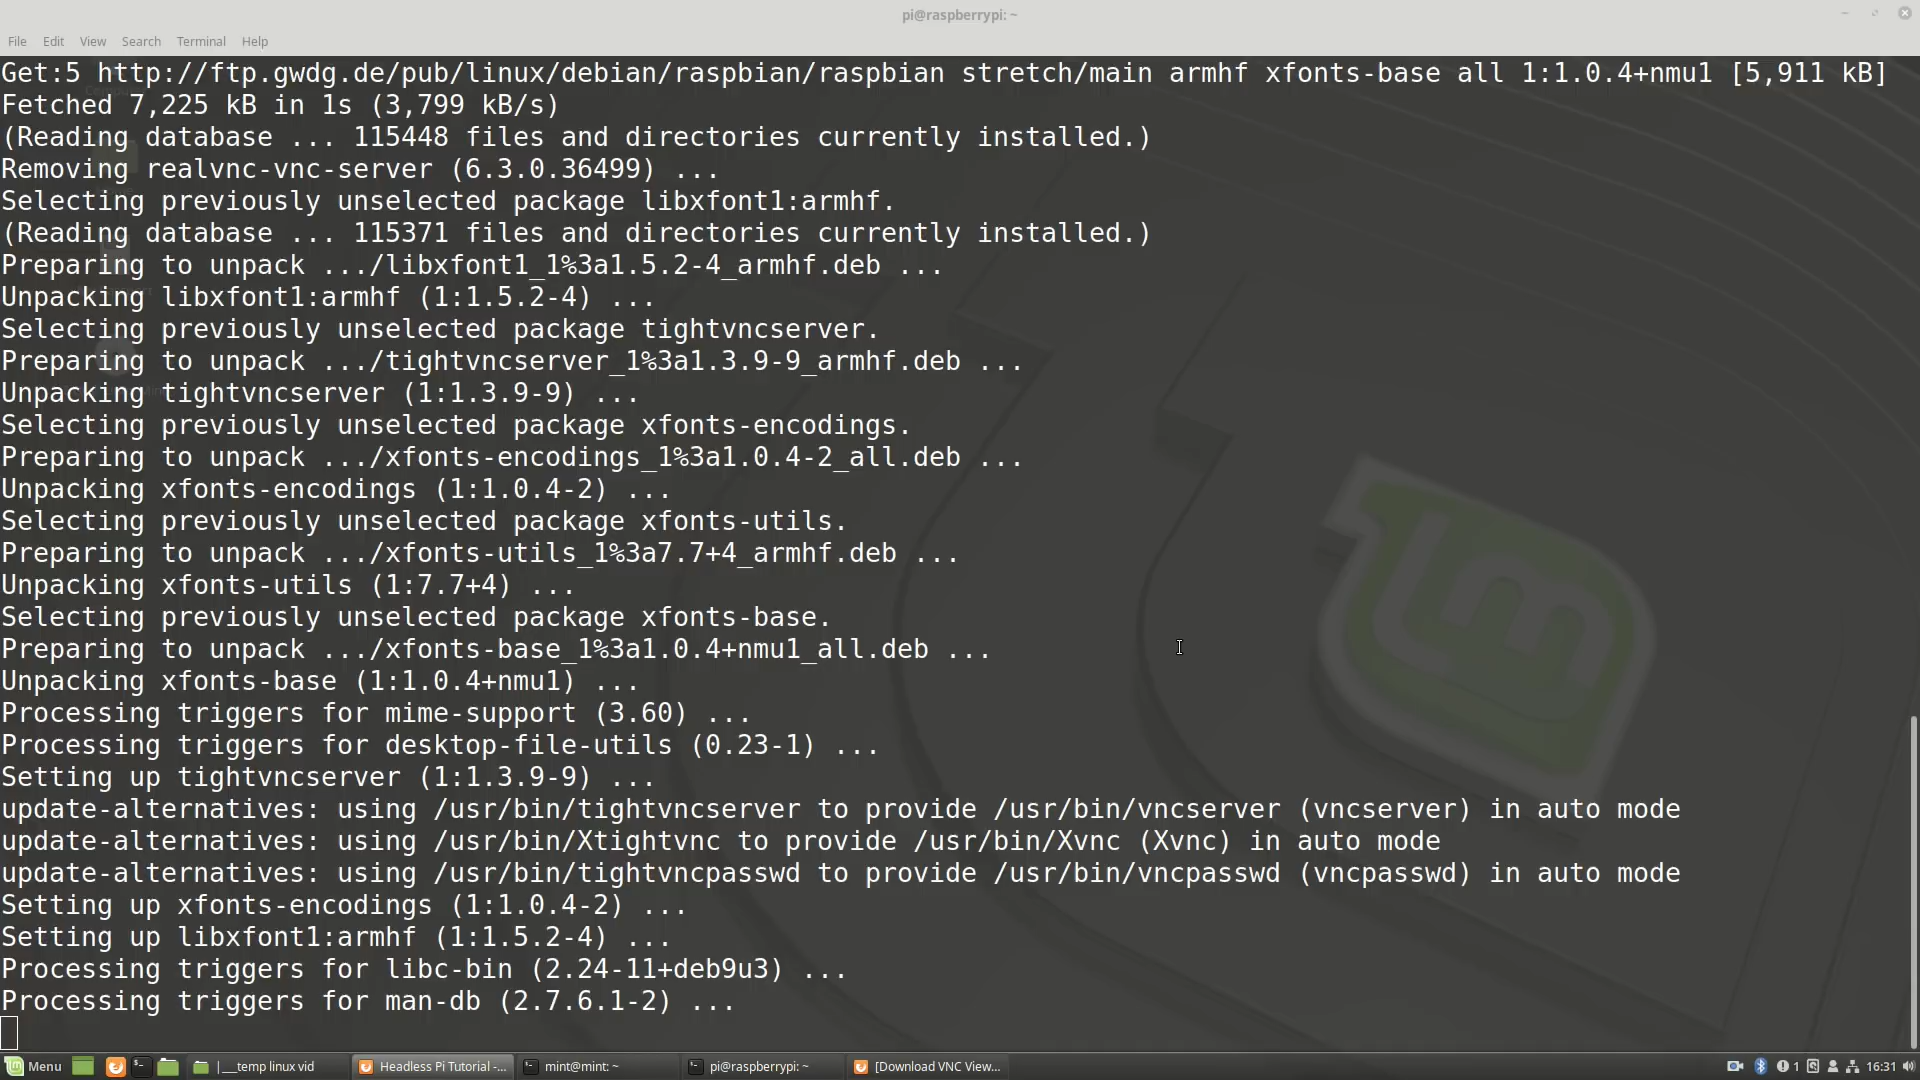 pi@raspberrypi: ~
File Edit View Search Terminal Help
Get:5 http://ftp.gwdg.de/pub/linux/debian/raspbian/raspbian stretch/main armhf xfonts-base all 1:1.0.4+nmu1 [5,911 kB]
Fetched 7,225 kB in 1s (3,799 kB/s)
(Reading database ... 115448 files and directories currently installed.)
Removing realvnc-vnc-server (6.3.0.36499) ...
Selecting previously unselected package libxfont1:armhf.
(Reading database ... 115371 files and directories currently installed.)
Preparing to unpack .../libxfont1_1%3a1.5.2-4_armhf.deb ...
Unpacking libxfont1:armhf (1:1.5.2-4) ...
Selecting previously unselected package tightvncserver.
Preparing to unpack .../tightvncserver_1%3a1.3.9-9_armhf.deb ...
Unpacking tightvncserver (1:1.3.9-9) ...
Selecting previously unselected package xfonts-encodings.
Preparing to unpack .../xfonts-encodings_1%3a1.0.4-2_all.deb ...
Unpacking xfonts-encodings (1:1.0.4-2) ...
Selecting previously unselected package xfonts-utils.
Preparing to unpack .../xfonts-utils_1%3a7.7+4_armhf.deb ...
Unpacking xfonts-utils (1:7.7+4) ...
Selecting previously unselected package xfonts-base.
Preparing to unpack .../xfonts-base_1%3a1.0.4+nmu1_all.deb ...
Unpacking xfonts-base (1:1.0.4+nmu1) ...
Processing triggers for mime-support (3.60) ...
Processing triggers for desktop-file-utils (0.23-1) ...
Setting up tightvncserver (1:1.3.9-9) ...
update-alternatives: using /usr/bin/tightvncserver to provide /usr/bin/vncserver (vncserver) in auto mode
update-alternatives: using /usr/bin/Xtightvnc to provide /usr/bin/Xvnc (Xvnc) in auto mode
update-alternatives: using /usr/bin/tightvncpasswd to provide /usr/bin/vncpasswd (vncpasswd) in auto mode
Setting up xfonts-encodings (1:1.0.4-2) ...
Setting up libxfont1:armhf (1:1.5.2-4) ...
Processing triggers for libc-bin (2.24-11+deb9u3) ...
Processing triggers for man-db (2.7.6.1-2) ...
Menu |___temp linux vid Headless Pi Tutorial -... mint@mint: ~ pi@raspberrypi: ~ [Download VNC View... 1 16:31